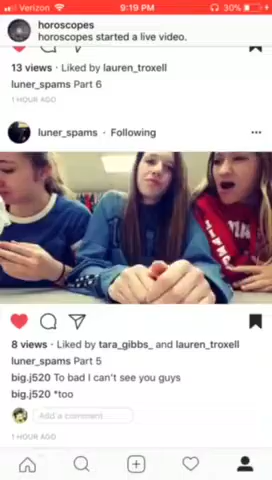 Verizon 9:19 PM 30%
horoscopes
horoscopes started a live video.
13 views · Liked by lauren_troxell
luner_spams Part 6
1 HOUR AGO
luner_spams · Following
8 views · Liked by tara_gibbs_ and lauren_troxell
luner_spams Part 5
big.j520 To bad I can't see you guys
big.j520 *too
Add a comment
1 HOUR AGO